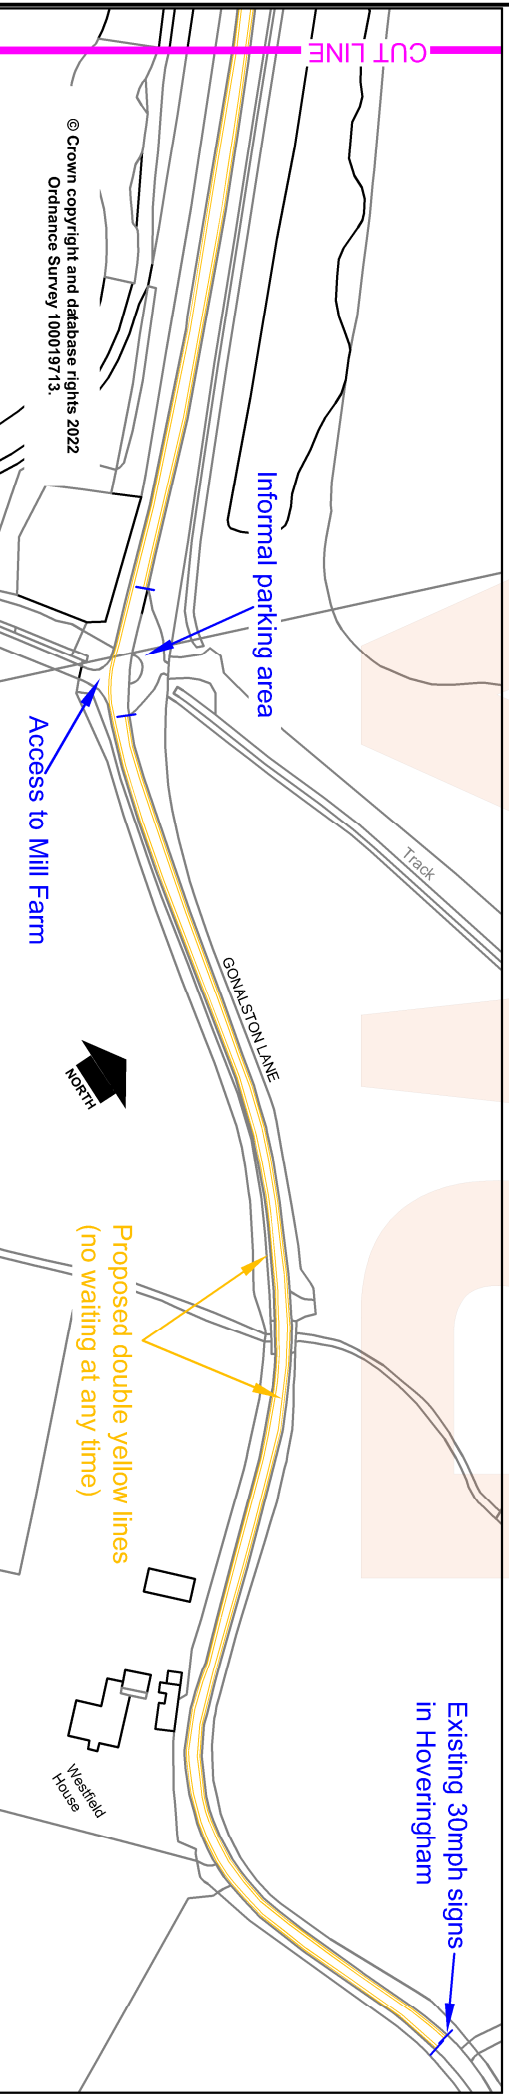 CUT LINE
© Crown copyright and database rights 2022
Ordnance Survey 100019713.
Informal parking area
Access to Mill Farm
Track
GONALSTON LANE
NORTH
Proposed double yellow lines
(no waiting at any time)
Westfield
House
Existing 30mph signs
in Hoveringham